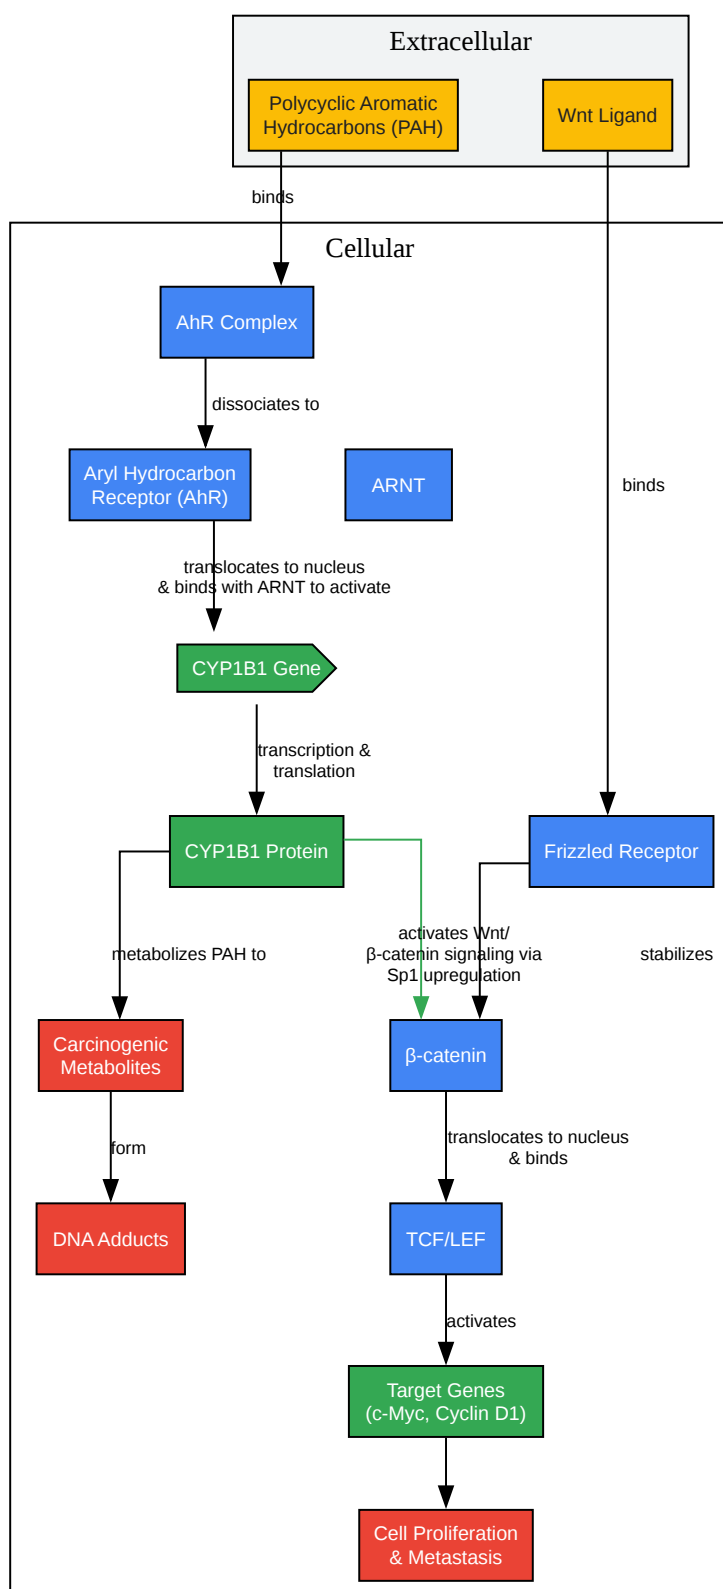 Extracellular
Polycyclic Aromatic
Hydrocarbons (PAH)
Wnt Ligand
binds
Cellular
AhR Complex
dissociates to
Aryl Hydrocarbon
Receptor (AhR)
ARNT
binds
translocates to nucleus
& binds with ARNT to activate
CYP1B1 Gene
transcription &
translation
CYP1B1 Protein
Frizzled Receptor
metabolizes PAH to
activates Wnt/
β-catenin signaling via
Sp1 upregulation
stabilizes
Carcinogenic
Metabolites
β-catenin
form
translocates to nucleus
& binds
DNA Adducts
TCF/LEF
activates
Target Genes
(c-Myc, Cyclin D1)
Cell Proliferation
& Metastasis